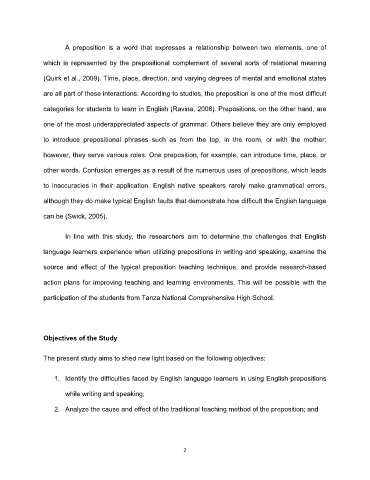 A preposition is a word that expresses a relationship between two elements, one of
which is represented by the prepositional complement of several sorts of relational meaning
(Quirk et al., 2009). Time, place, direction, and varying degrees of mental and emotional states
are all part of these interactions. According to studies, the preposition is one of the most difficult
categories for students to learn in English (Ravina, 2008). Prepositions, on the other hand, are
one of the most underappreciated aspects of grammar. Others believe they are only employed
to introduce prepositional phrases such as from the top, in the room, or with the mother;
however, they serve various roles. One preposition, for example, can introduce time, place, or
other words. Confusion emerges as a result of the numerous uses of prepositions, which leads
to inaccuracies in their application. English native speakers rarely make grammatical errors,
although they do make typical English faults that demonstrate how difficult the English language
can be (Swick, 2005).
In line with this study, the researchers aim to determine the challenges that English
language learners experience when utilizing prepositions in writing and speaking, examine the
source and effect of the typical preposition teaching technique, and provide research-based
action plans for improving teaching and learning environments. This will be possible with the
participation of the students from Tanza National Comprehensive High School.
Objectives of the Study
The present study aims to shed new light based on the following objectives:
1. Identify the difficulties faced by English language learners in using English prepositions
while writing and speaking;
2. Analyze the cause and effect of the traditional teaching method of the preposition; and
2